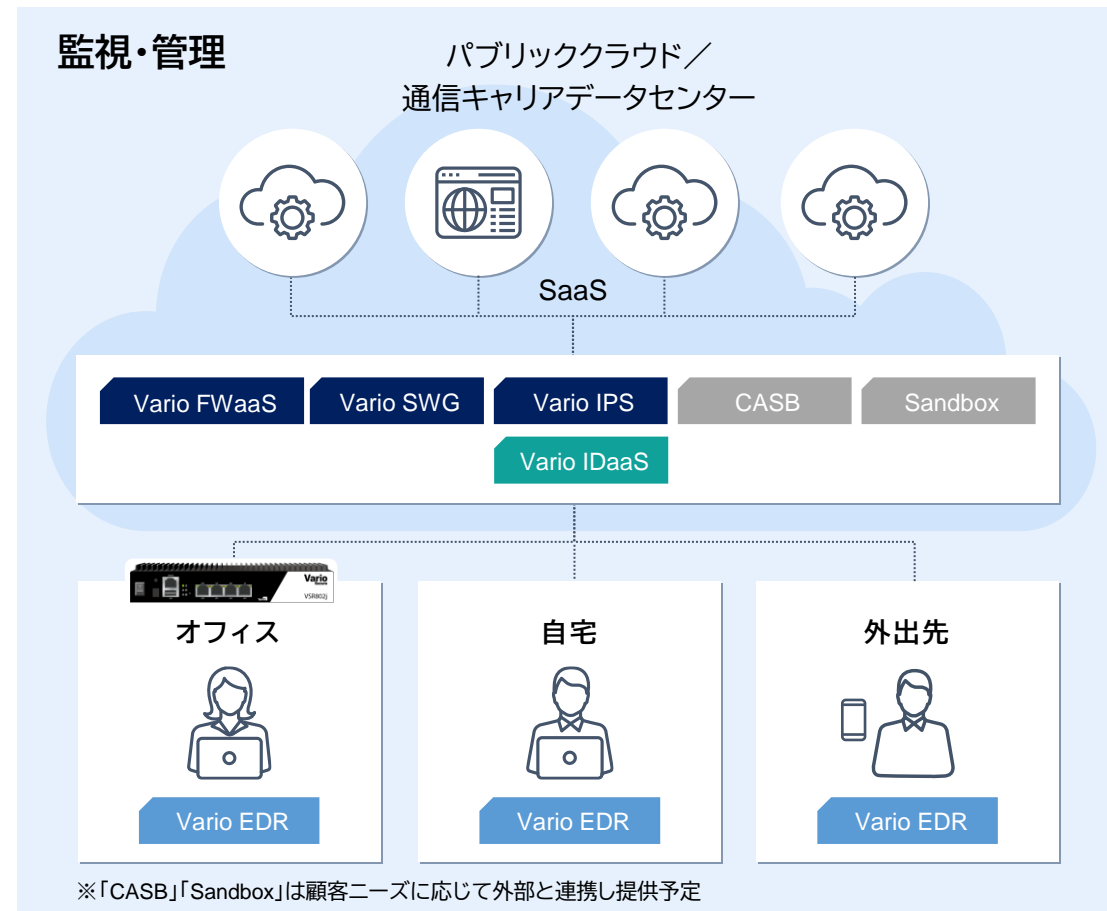 監視・管理
パブリッククラウド／
通信キャリアデータセンター
SaaS
Vario FWaaS
Vario SWG
Vario IPS
CASB
Sandbox
Vario IDaaS
Vario
VSR802j
オフィス
自宅
外出先
Vario EDR
Vario EDR
Vario EDR
※「CASB」「Sandbox」は顧客ニーズに応じて外部と連携し提供予定